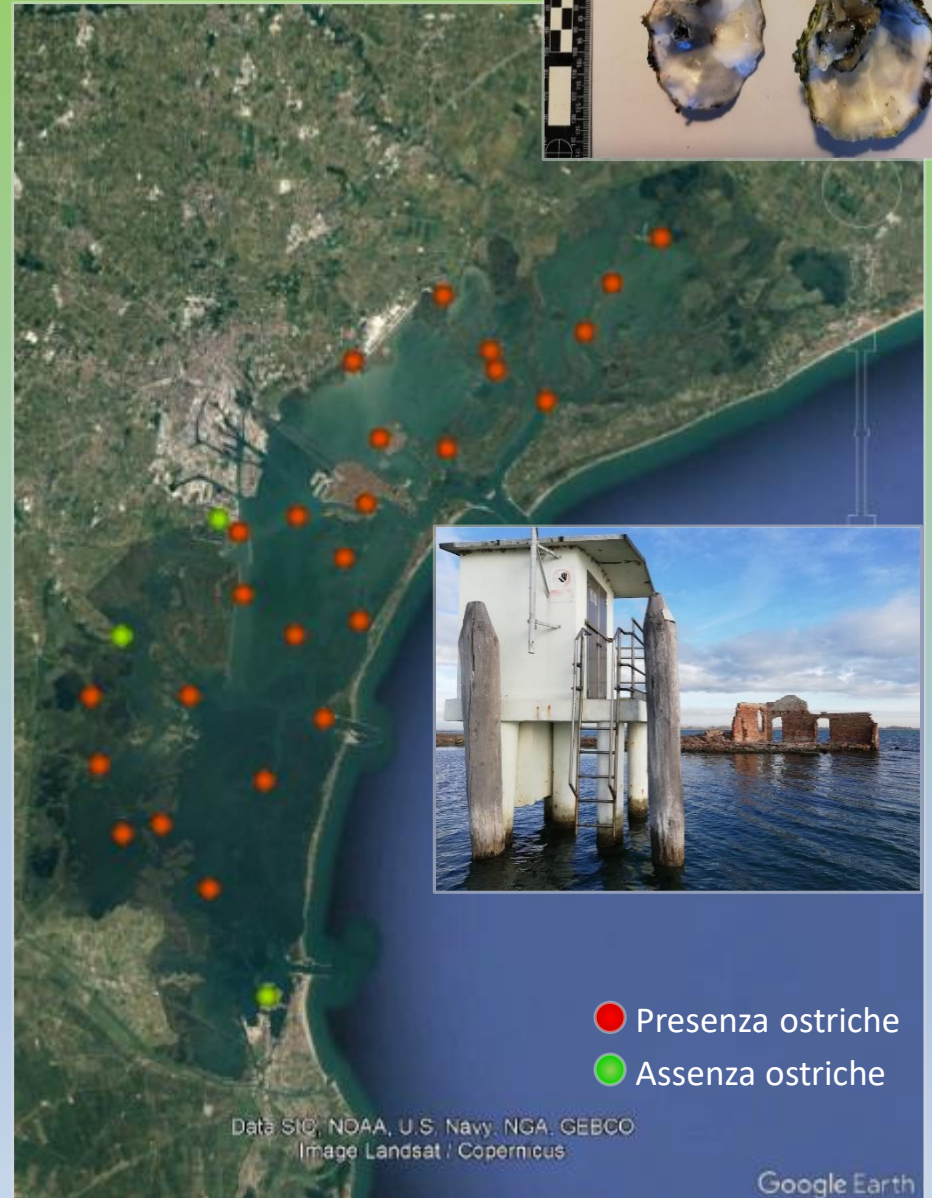 Presenza ostriche
Assenza ostriche
Data SIO, NOAA, U.S. Navy, NGA, GEBCO
Image Landsat / Copernicus
Google Earth